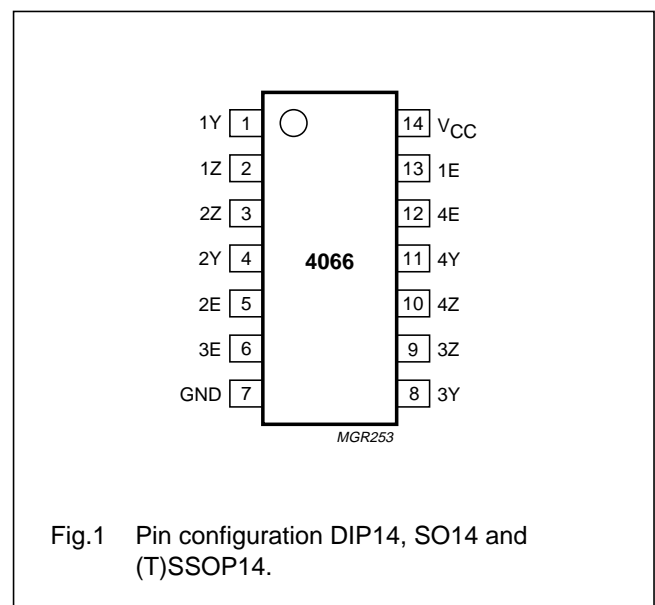 1Y 1 14 VCC
1Z 2 13 1E
2Z 3 12 4E
2Y 4 4066 11 4Y
2E 5 10 4Z
3E 6 9 3Z
GND 7 8 3Y
MGR253
Fig.1 Pin configuration DIP14, SO14 and
(T)SSOP14.